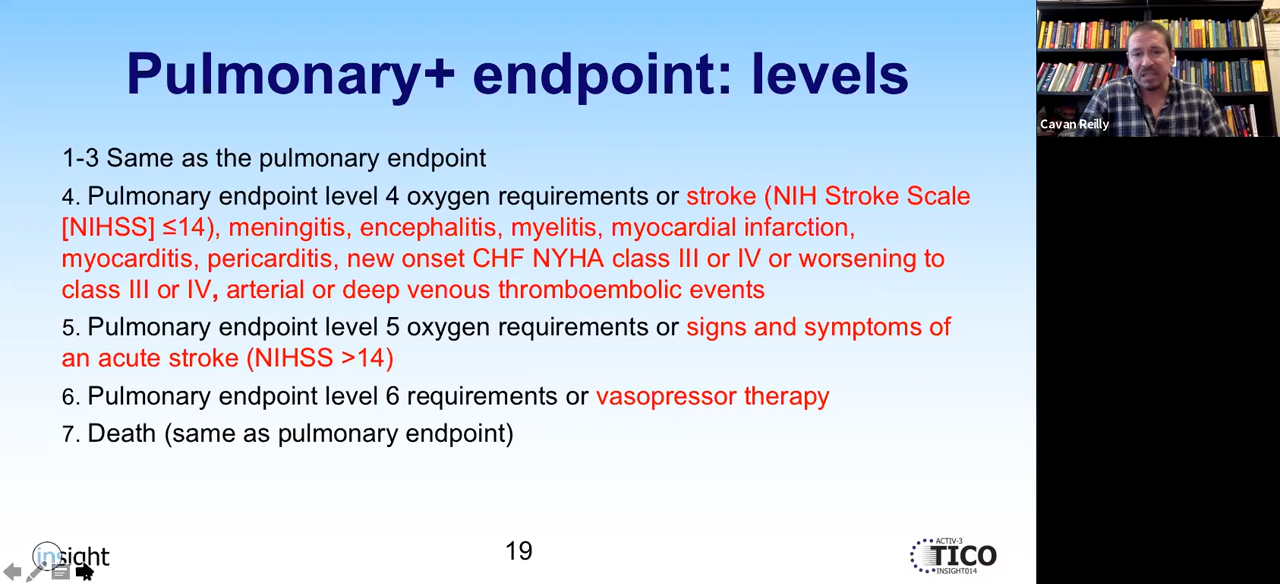 Pulmonary+ endpoint: levels
1-3 Same as the pulmonary endpoint
4. Pulmonary endpoint level 4 oxygen requirements or stroke (NIH Stroke Scale
[NIHSS] ≤14), meningitis, encephalitis, myelitis, myocardial infarction,
myocarditis, pericarditis, new onset CHF NYHA class III or IV or worsening to
class III or IV, arterial or deep venous thromboembolic events
5. Pulmonary endpoint level 5 oxygen requirements or signs and symptoms of
an acute stroke (NIHSS >14)
6. Pulmonary endpoint level 6 requirements or vasopressor therapy
7. Death (same as pulmonary endpoint)
insight
19
ACTIV-3
TICO
INSIGHT014
Cavan Reilly